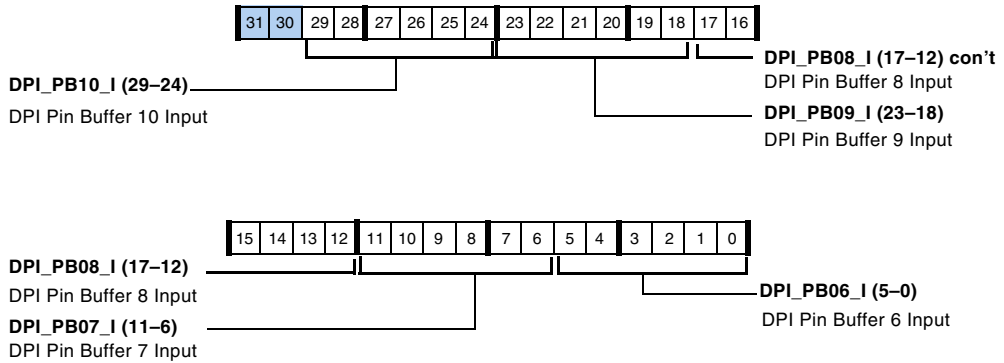 31 30 29 28 27 26 25 24 23 22 21 20 19 18 17 16
DPI_PB08_I (17–12) con't
DPI Pin Buffer 8 Input
DPI_PB10_I (29–24)
DPI Pin Buffer 10 Input
DPI_PB09_I (23–18)
DPI Pin Buffer 9 Input
15 14 13 12 11 10 9 8 7 6 5 4 3 2 1 0
DPI_PB08_I (17–12)
DPI Pin Buffer 8 Input
DPI_PB06_I (5–0)
DPI Pin Buffer 6 Input
DPI_PB07_I (11–6)
DPI Pin Buffer 7 Input